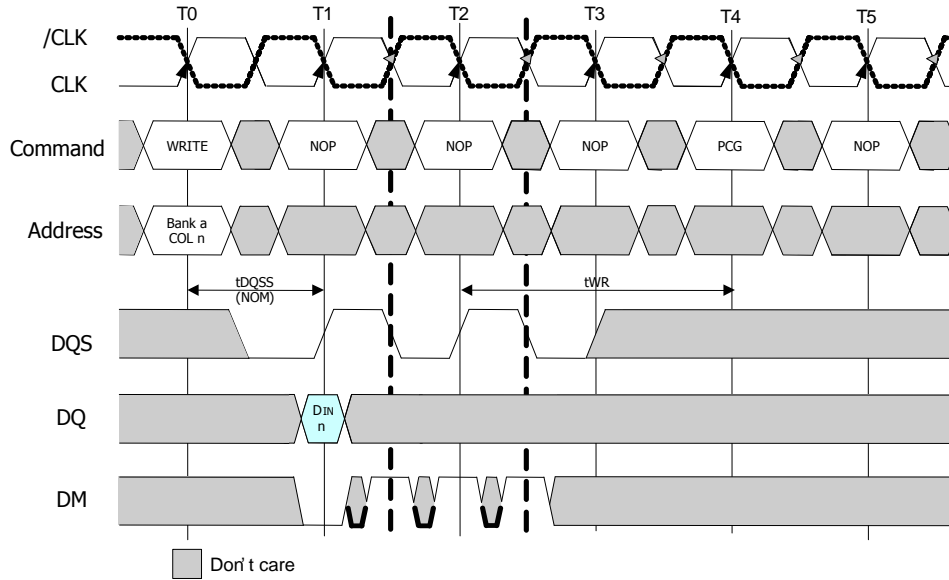 T0 T1 T2 T3 T4 T5
/CLK
CLK
Command WRITE NOP NOP NOP PCG NOP
Address Bank a
COL n
tDQSS
(NOM)
tWR
DQS
DQ DIN
n
DM
Don't care